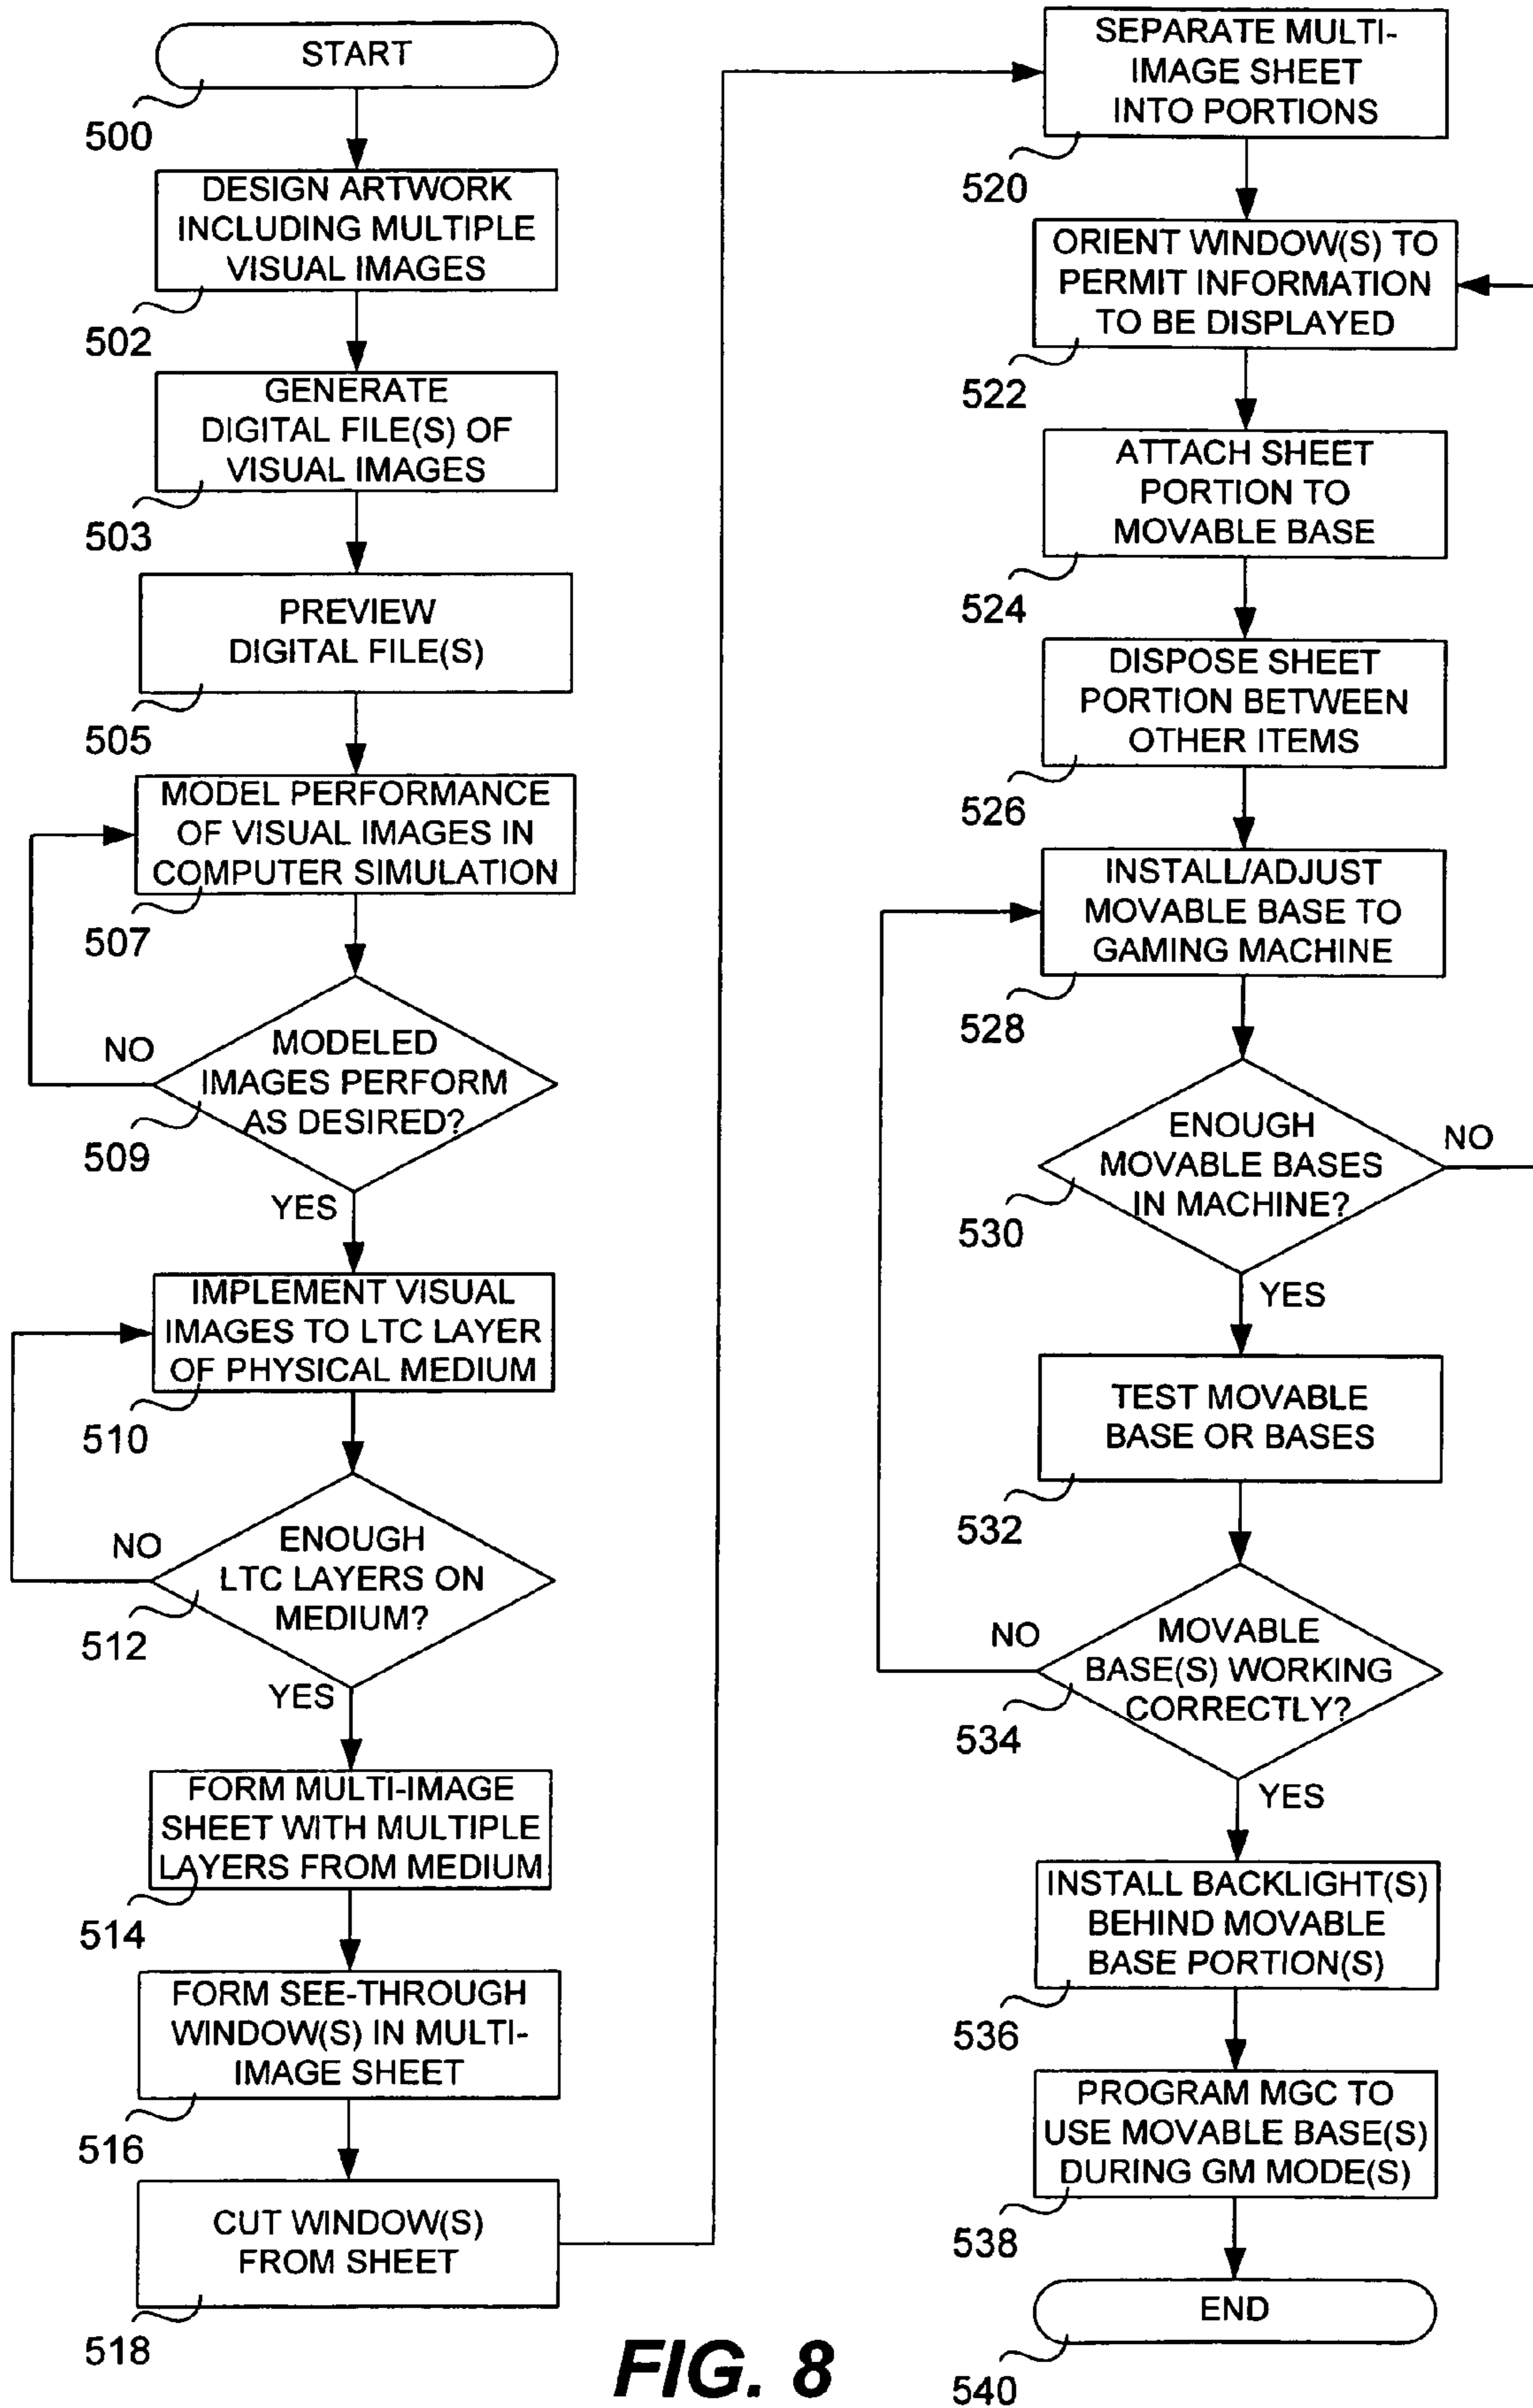 START
500
DESIGN ARTWORK
INCLUDING MULTIPLE
VISUAL IMAGES
502
GENERATE
DIGITAL FILE(S) OF
VISUAL IMAGES
503
PREVIEW
DIGITAL FILE(S)
505
MODEL PERFORMANCE
OF VISUAL IMAGES IN
COMPUTER SIMULATION
507
NO
MODELED
IMAGES PERFORM
AS DESIRED?
509
YES
IMPLEMENT VISUAL
IMAGES TO LTC LAYER
OF PHYSICAL MEDIUM
510
NO
ENOUGH
LTC LAYERS ON
MEDIUM?
512
YES
FORM MULTI-IMAGE
SHEET WITH MULTIPLE
LAYERS FROM MEDIUM
514
FORM SEE-THROUGH
WINDOW(S) IN MULTI-
IMAGE SHEET
516
CUT WINDOW(S)
FROM SHEET
518
SEPARATE MULTI-
IMAGE SHEET
INTO PORTIONS
520
ORIENT WINDOW(S) TO
PERMIT INFORMATION
TO BE DISPLAYED
522
ATTACH SHEET
PORTION TO
MOVABLE BASE
524
DISPOSE SHEET
PORTION BETWEEN
OTHER ITEMS
526
INSTALL/ADJUST
MOVABLE BASE TO
GAMING MACHINE
528
ENOUGH
MOVABLE BASES
IN MACHINE?
NO
530
YES
TEST MOVABLE
BASE OR BASES
532
NO
MOVABLE
BASE(S) WORKING
CORRECTLY?
534
YES
INSTALL BACKLIGHT(S)
BEHIND MOVABLE
BASE PORTION(S)
536
PROGRAM MGC TO
USE MOVABLE BASE(S)
DURING GM MODE(S)
538
END
540
FIG. 8